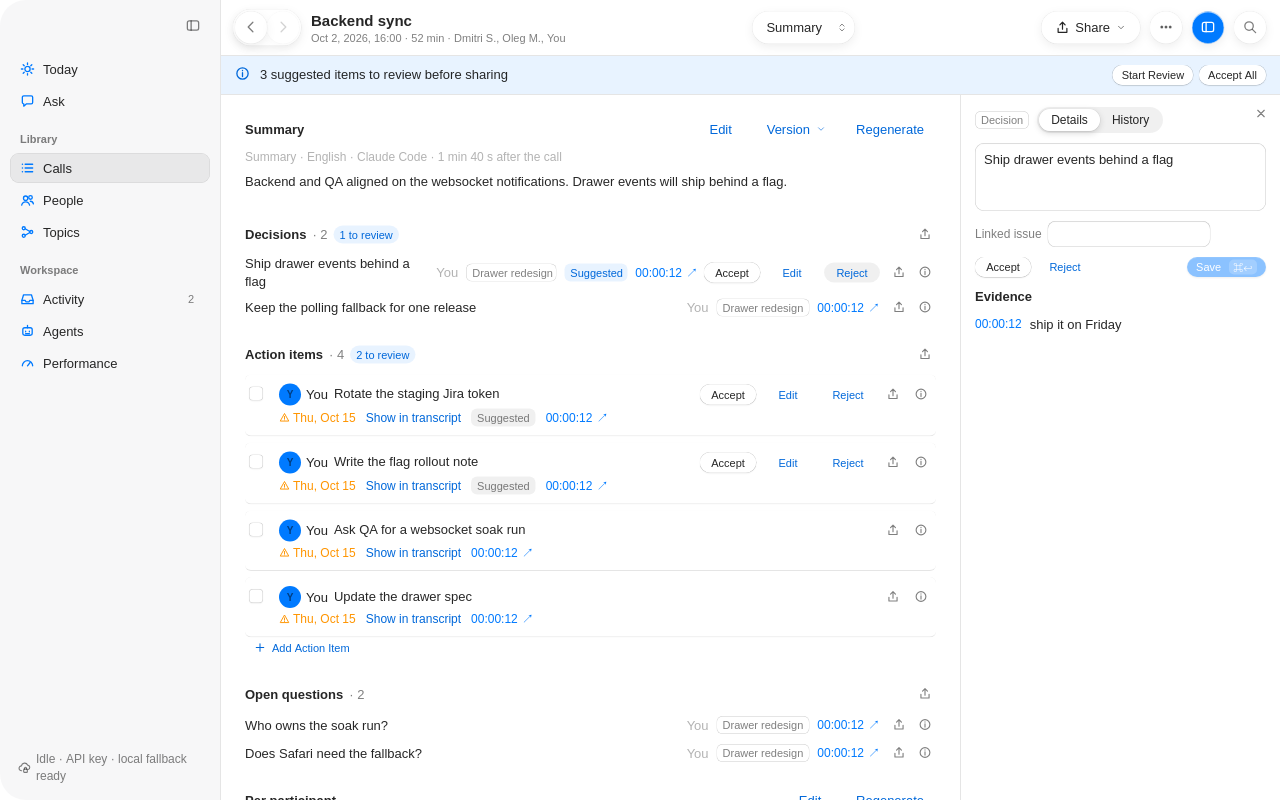 Today
Ask
Library
Calls
People
Topics
Workspace
Activity 2
Agents
Performance
Idle · API key · local fallback
ready
Backend sync
Oct 2, 2026, 16:00 · 52 min · Dmitri S., Oleg M., You
Summary
Share
3 suggested items to review before sharing
Start Review
Accept All
Summary
Edit
Version
Regenerate
Summary · English · Claude Code · 1 min 40 s after the call
Backend and QA aligned on the websocket notifications. Drawer events will ship behind a flag.
Decisions · 2 1 to review
Ship drawer events behind a
flag
You Drawer redesign Suggested 00:00:12 ↗ Accept Edit Reject
Keep the polling fallback for one release
You Drawer redesign 00:00:12 ↗
Action items · 4 2 to review
Y You Rotate the staging Jira token Accept Edit Reject
Thu, Oct 15 Show in transcript Suggested 00:00:12 ↗
Y You Write the flag rollout note Accept Edit Reject
Thu, Oct 15 Show in transcript Suggested 00:00:12 ↗
Y You Ask QA for a websocket soak run
Thu, Oct 15 Show in transcript 00:00:12 ↗
Y You Update the drawer spec
Thu, Oct 15 Show in transcript 00:00:12 ↗
+ Add Action Item
Open questions · 2
Who owns the soak run? You Drawer redesign 00:00:12 ↗
Does Safari need the fallback? You Drawer redesign 00:00:12 ↗
Per participant Edit Regenerate
Decision Details History
Ship drawer events behind a flag
Linked issue
Accept Reject Save ⌘↩
Evidence
00:00:12 ship it on Friday